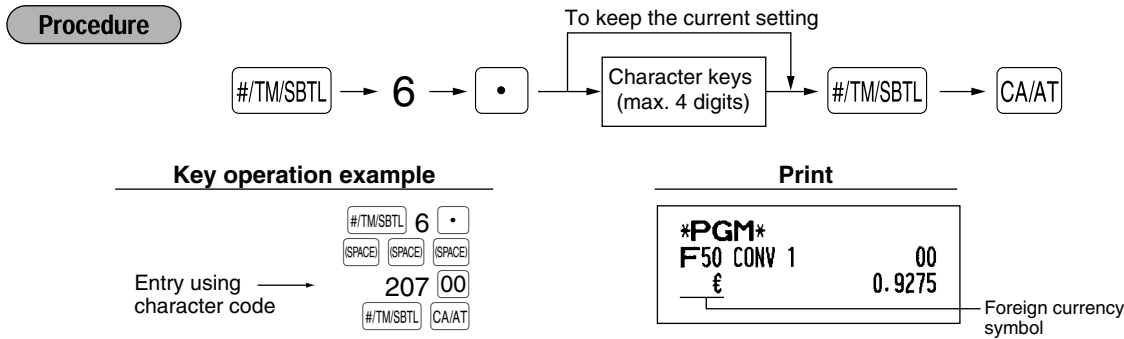 Procedure
To keep the current setting
#/TM/SBTL 6 • Character keys (max. 4 digits) #/TM/SBTL CA/AT
Key operation example
#/TM/SBTL 6 •
(SPACE) (SPACE) (SPACE)
Entry using character code
207 00
#/TM/SBTL CA/AT
Print
*PGM*
F50 CONV 1 00
€ 0.9275
Foreign currency
symbol